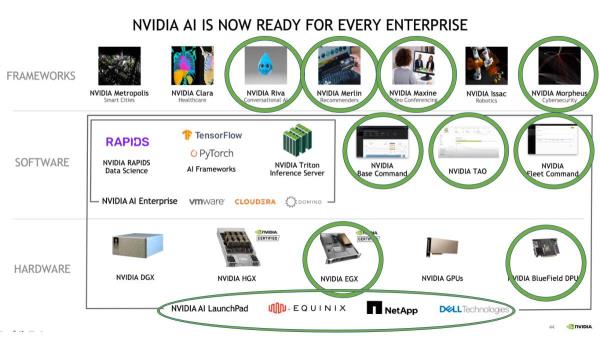 NVIDIA AI IS NOW READY FOR EVERY ENTERPRISE
FRAMEWORKS
NVIDIA Metropolis
Smart Cities
NVIDIA Clara
Healthcare
NVIDIA Riva
Conversational AI
NVIDIA Merlin
Recommenders
NVIDIA Maxine
Video Conferencing
NVIDIA Issac
Robotics
NVIDIA Morpheus
Cybersecurity
SOFTWARE
RAPIDS
NVIDIA RAPIDS
Data Science
TensorFlow
PyTorch
AI Frameworks
NVIDIA Triton
Inference Server
NVIDIA AI Enterprise
vmware
CLOUDERA
DOMINO
NVIDIA
Base Command
NVIDIA TAO
NVIDIA
Fleet Command
HARDWARE
NVIDIA DGX
NVIDIA
CERTIFIED
NVIDIA HGX
NVIDIA
CERTIFIED
NVIDIA EGX
NVIDIA GPUs
NVIDIA BlueField DPU
NVIDIA AI LaunchPad
EQUINIX
NetApp
DELL Technologies
44
NVIDIA